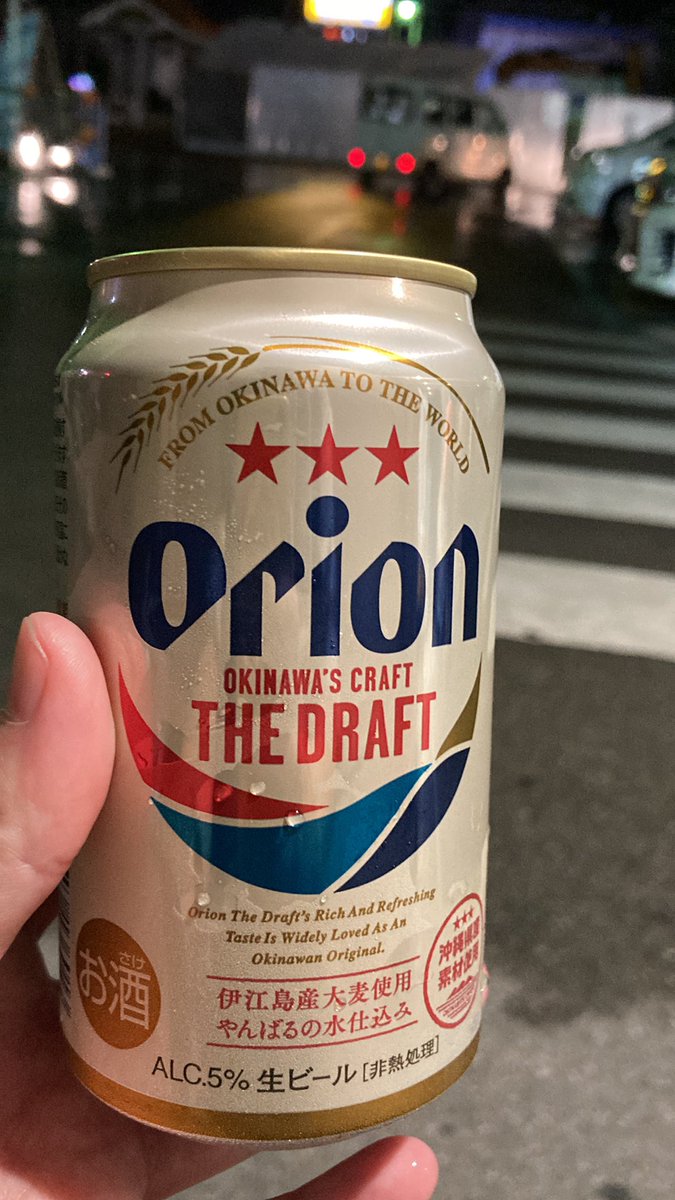 FROM OKINAWA TO THE WORLD
Orion
OKINAWA'S CRAFT
THE DRAFT
Orion The Draft's Rich And Refreshing
Taste Is Widely Loved As An
Okinawan Original.
さけ
お酒
沖縄県産
素材使用
伊江島産大麦使用
やんばるの水仕込み
ALC.5% 生ビール [非熱処理]